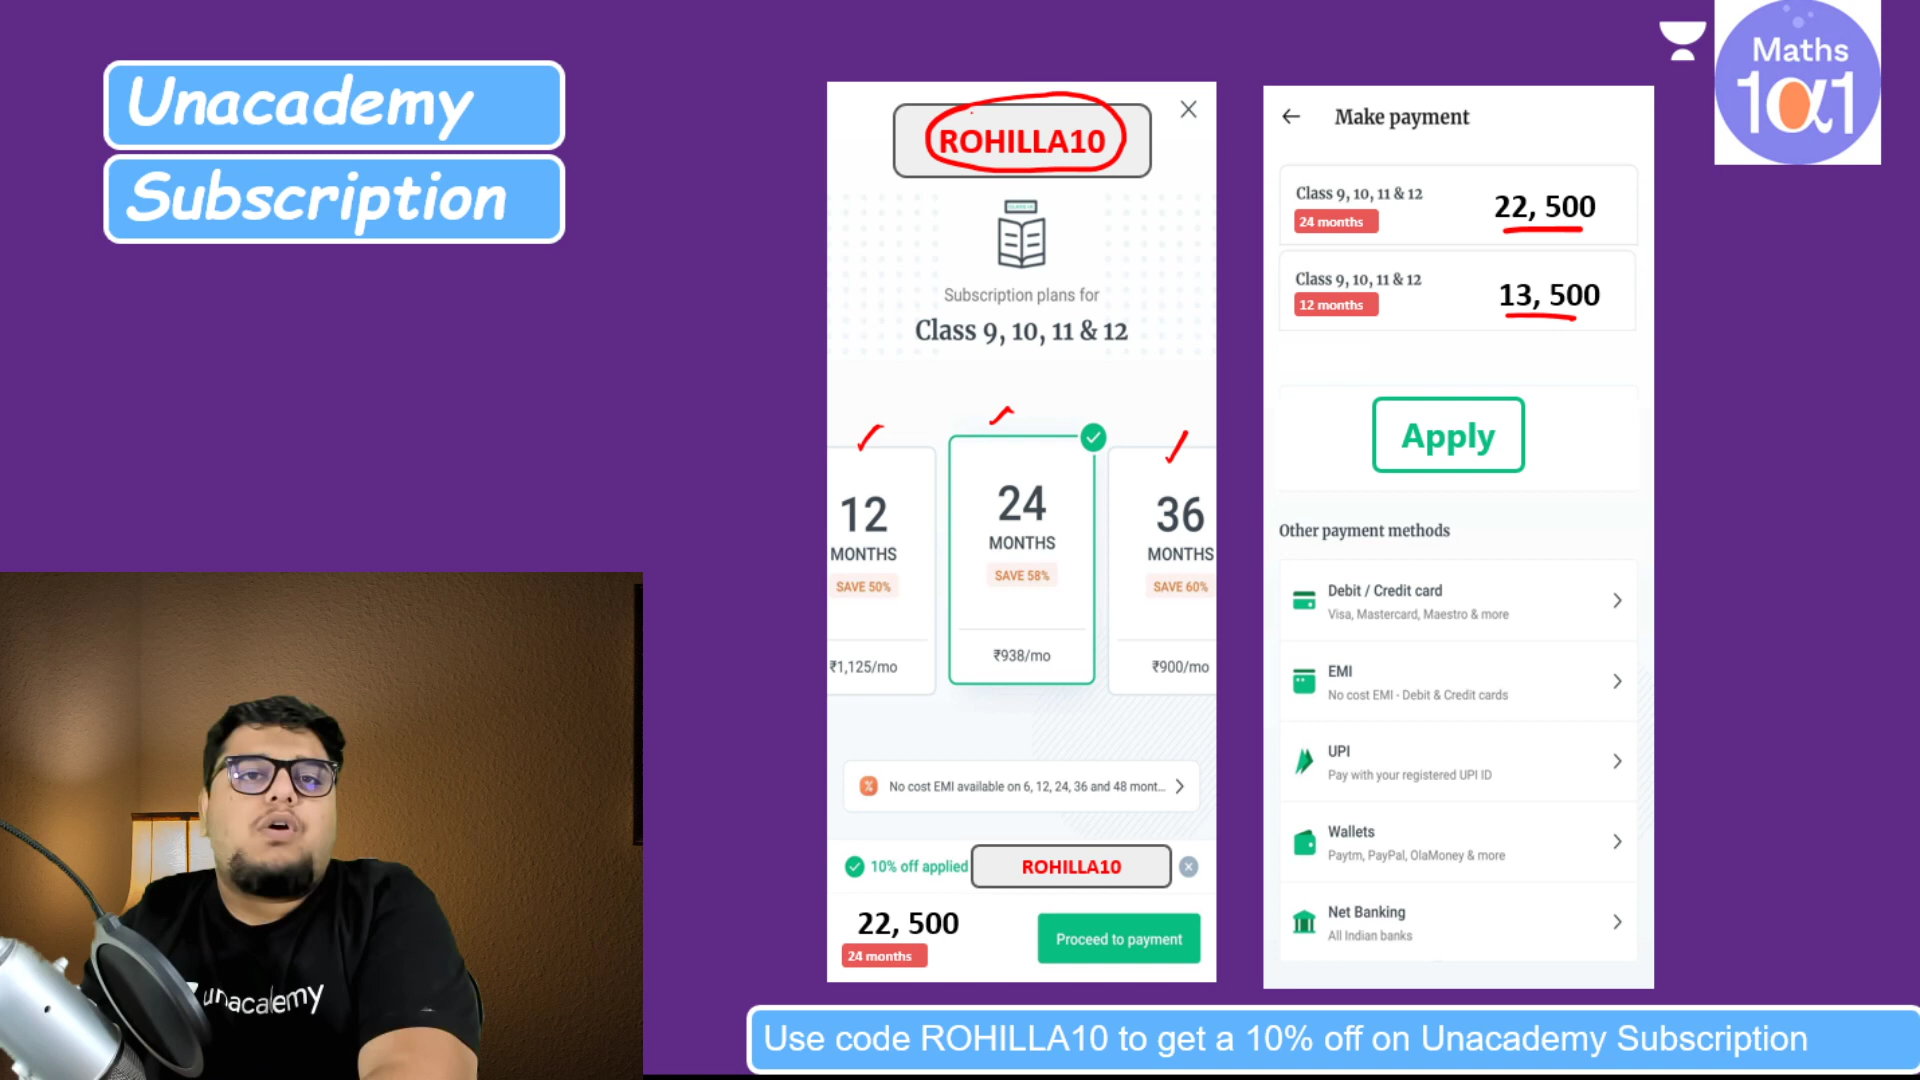 Unacademy
Subscription
ROHILLA10
Subscription plans for
Class 9, 10, 11 & 12
12
MONTHS
SAVE 50%
₹1,125/mo
24
MONTHS
SAVE 58%
₹938/mo
36
MONTHS
SAVE 60%
₹900/mo
No cost EMI available on 6, 12, 24, 36 and 48 mont...
10% off applied ROHILLA10
22, 500
24 months
Proceed to payment
Make payment
Class 9, 10, 11 & 12
24 months
22, 500
Class 9, 10, 11 & 12
12 months
13, 500
Apply
Other payment methods
Debit / Credit card
Visa, Mastercard, Maestro & more
EMI
No cost EMI - Debit & Credit cards
UPI
Pay with your registered UPI ID
Wallets
Paytm, PayPal, OlaMoney & more
Net Banking
All Indian banks
Maths
1α1
unacademy
Use code ROHILLA10 to get a 10% off on Unacademy Subscription